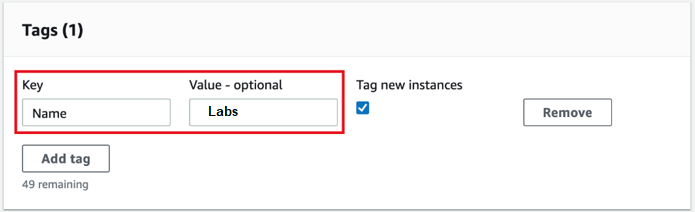 Tags (1)
Key Value - optional Tag new instances
Name Labs Remove
Add tag
49 remaining